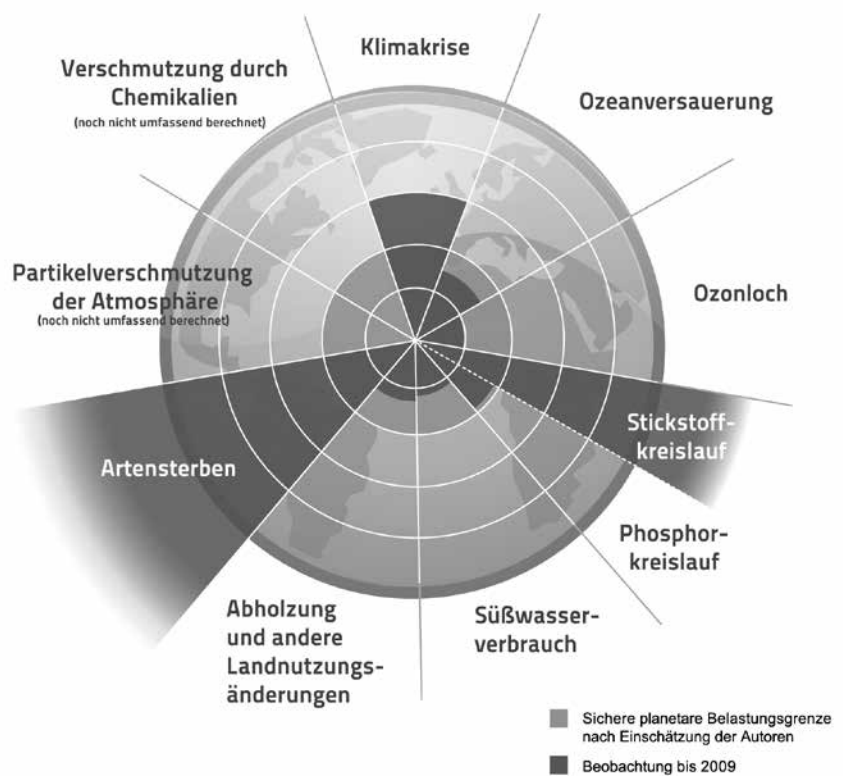 Klimakrise
Verschmutzung durch
Chemikalien
(noch nicht umfassend berechnet)
Ozeanversauerung
Partikelverschmutzung
der Atmosphäre
(noch nicht umfassend berechnet)
Ozonloch
Artensterben
Stickstoff-
kreislauf
Phosphor-
kreislauf
Abholzung
und andere
Landnutzungs-
änderungen
Süßwasser-
verbrauch
Sichere planetare Belastungsgrenze
nach Einschätzung der Autoren
Beobachtung bis 2009